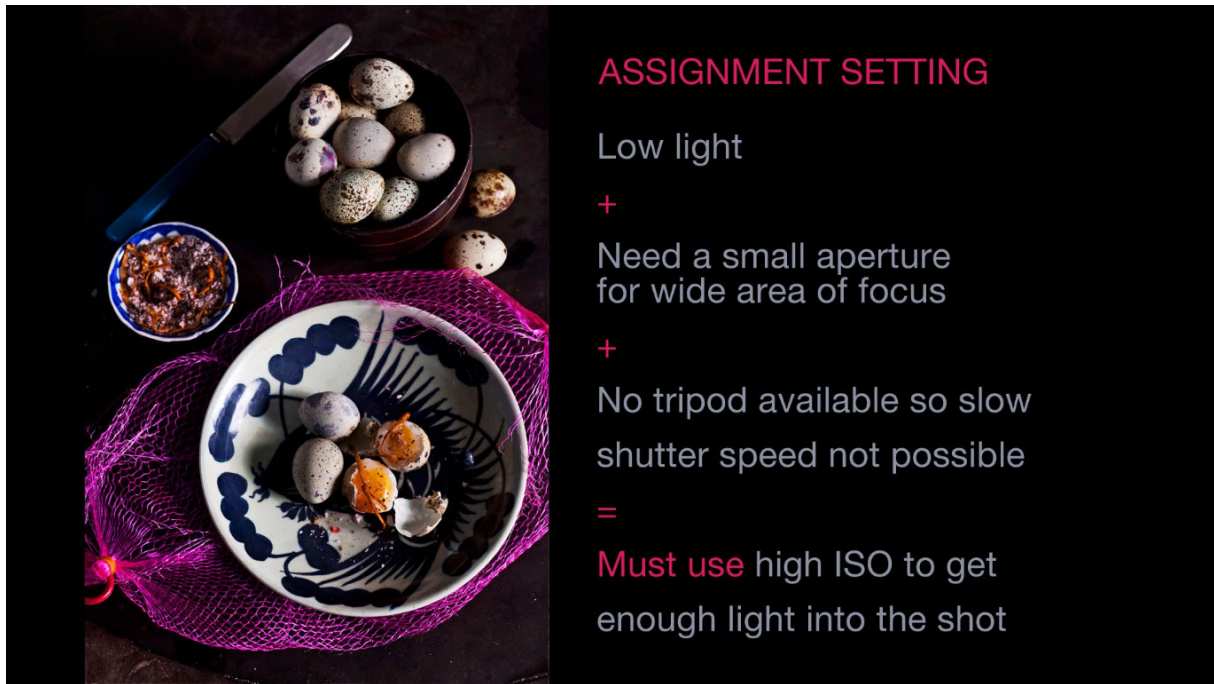 ASSIGNMENT SETTING
Low light
+
Need a small aperture
for wide area of focus
+
No tripod available so slow
shutter speed not possible
=
Must use high ISO to get
enough light into the shot